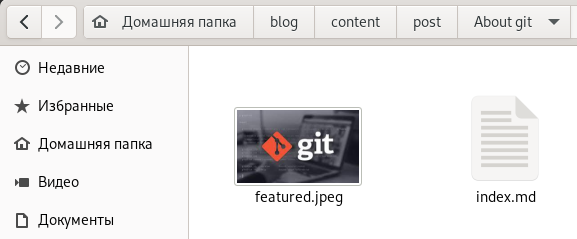 Домашняя папка blog content post About git
Недавние
Избранные
Домашняя папка
Видео
Документы
git
featured.jpeg
index.md